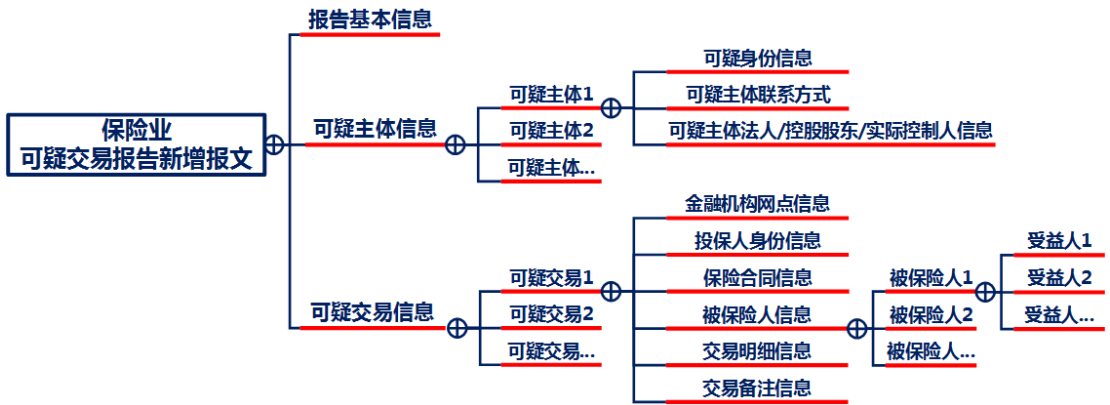 保险业
可疑交易报告新增报文
报告基本信息
可疑主体信息
可疑主体1
可疑身份信息
可疑主体联系方式
可疑主体法人/控股股东/实际控制人信息
可疑主体2
可疑主体...
可疑交易信息
可疑交易1
金融机构网点信息
投保人身份信息
保险合同信息
被保险人信息
被保险人1
受益人1
受益人2
受益人...
被保险人2
被保险人...
交易明细信息
交易备注信息
可疑交易2
可疑交易...